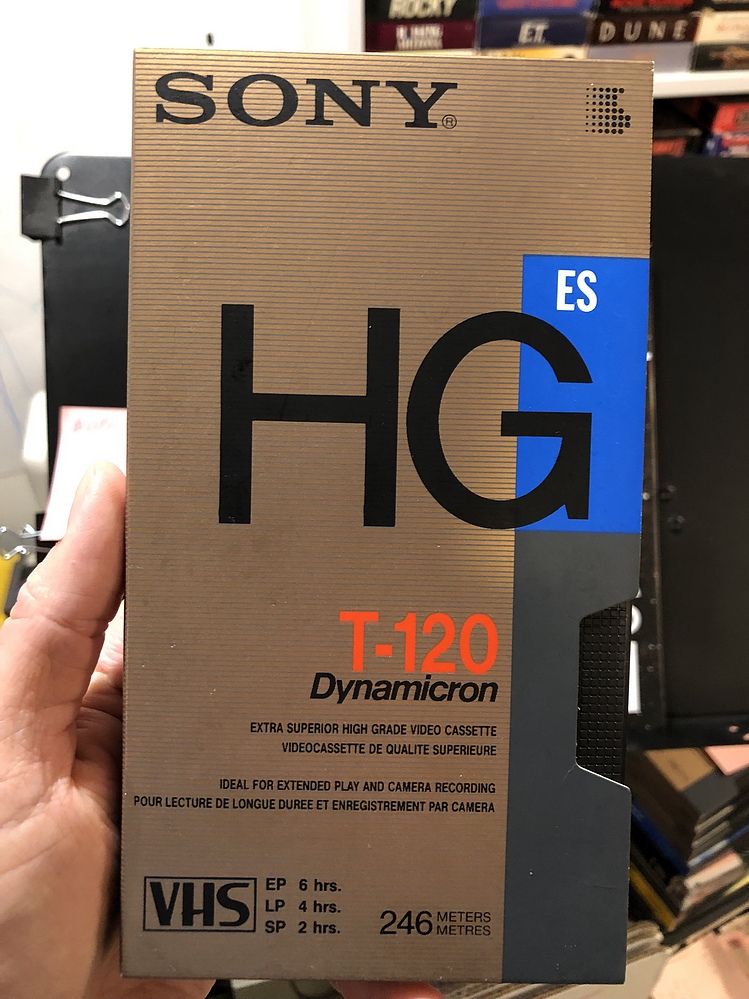 ROCKY
E.T.
DUNE
SONY®
ES
HG
T-120
Dynamicron
EXTRA SUPERIOR HIGH GRADE VIDEO CASSETTE
VIDEOCASSETTE DE QUALITE SUPERIEURE
IDEAL FOR EXTENDED PLAY AND CAMERA RECORDING
POUR LECTURE DE LONGUE DUREE ET ENREGISTREMENT PAR CAMERA
VHS
EP 6 hrs.
LP 4 hrs.
SP 2 hrs.
246 METERS
METRES